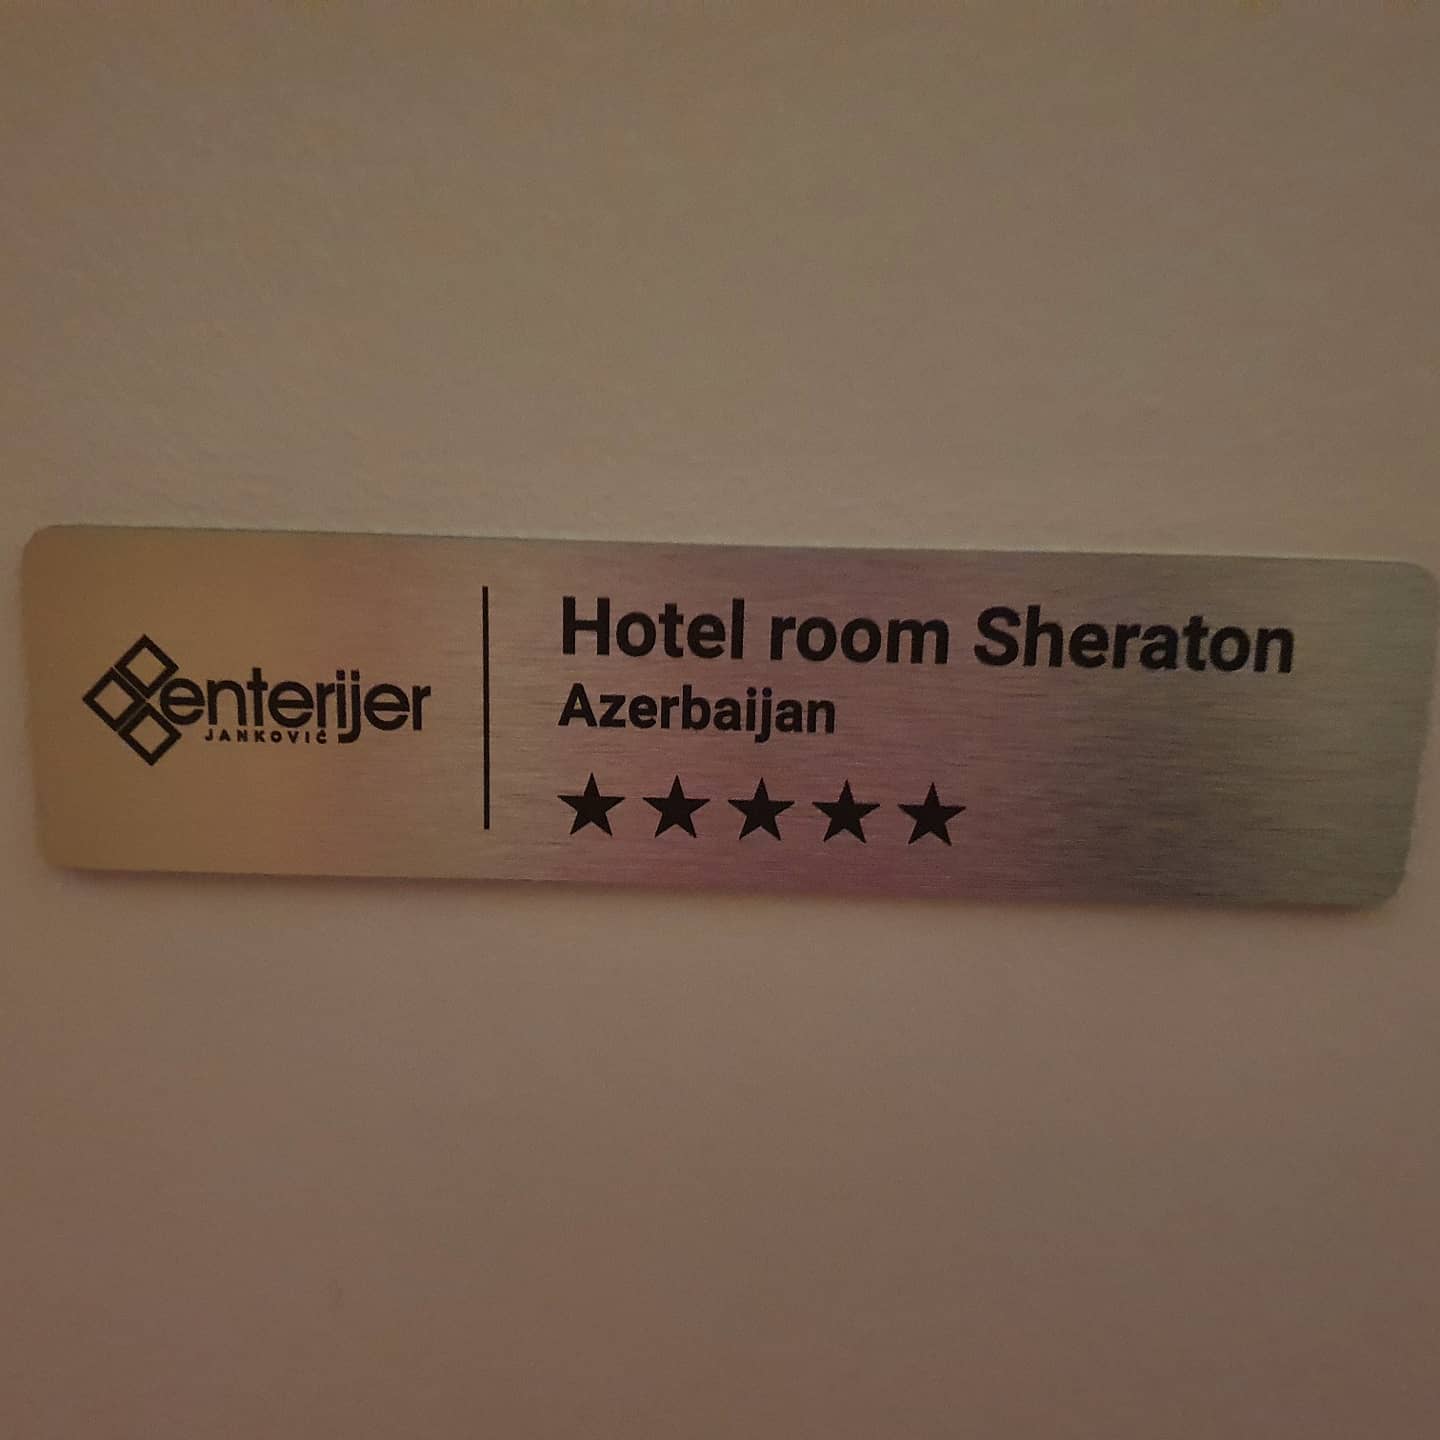 enterijer
JANKOVIĆ
Hotel room Sheraton
Azerbaijan